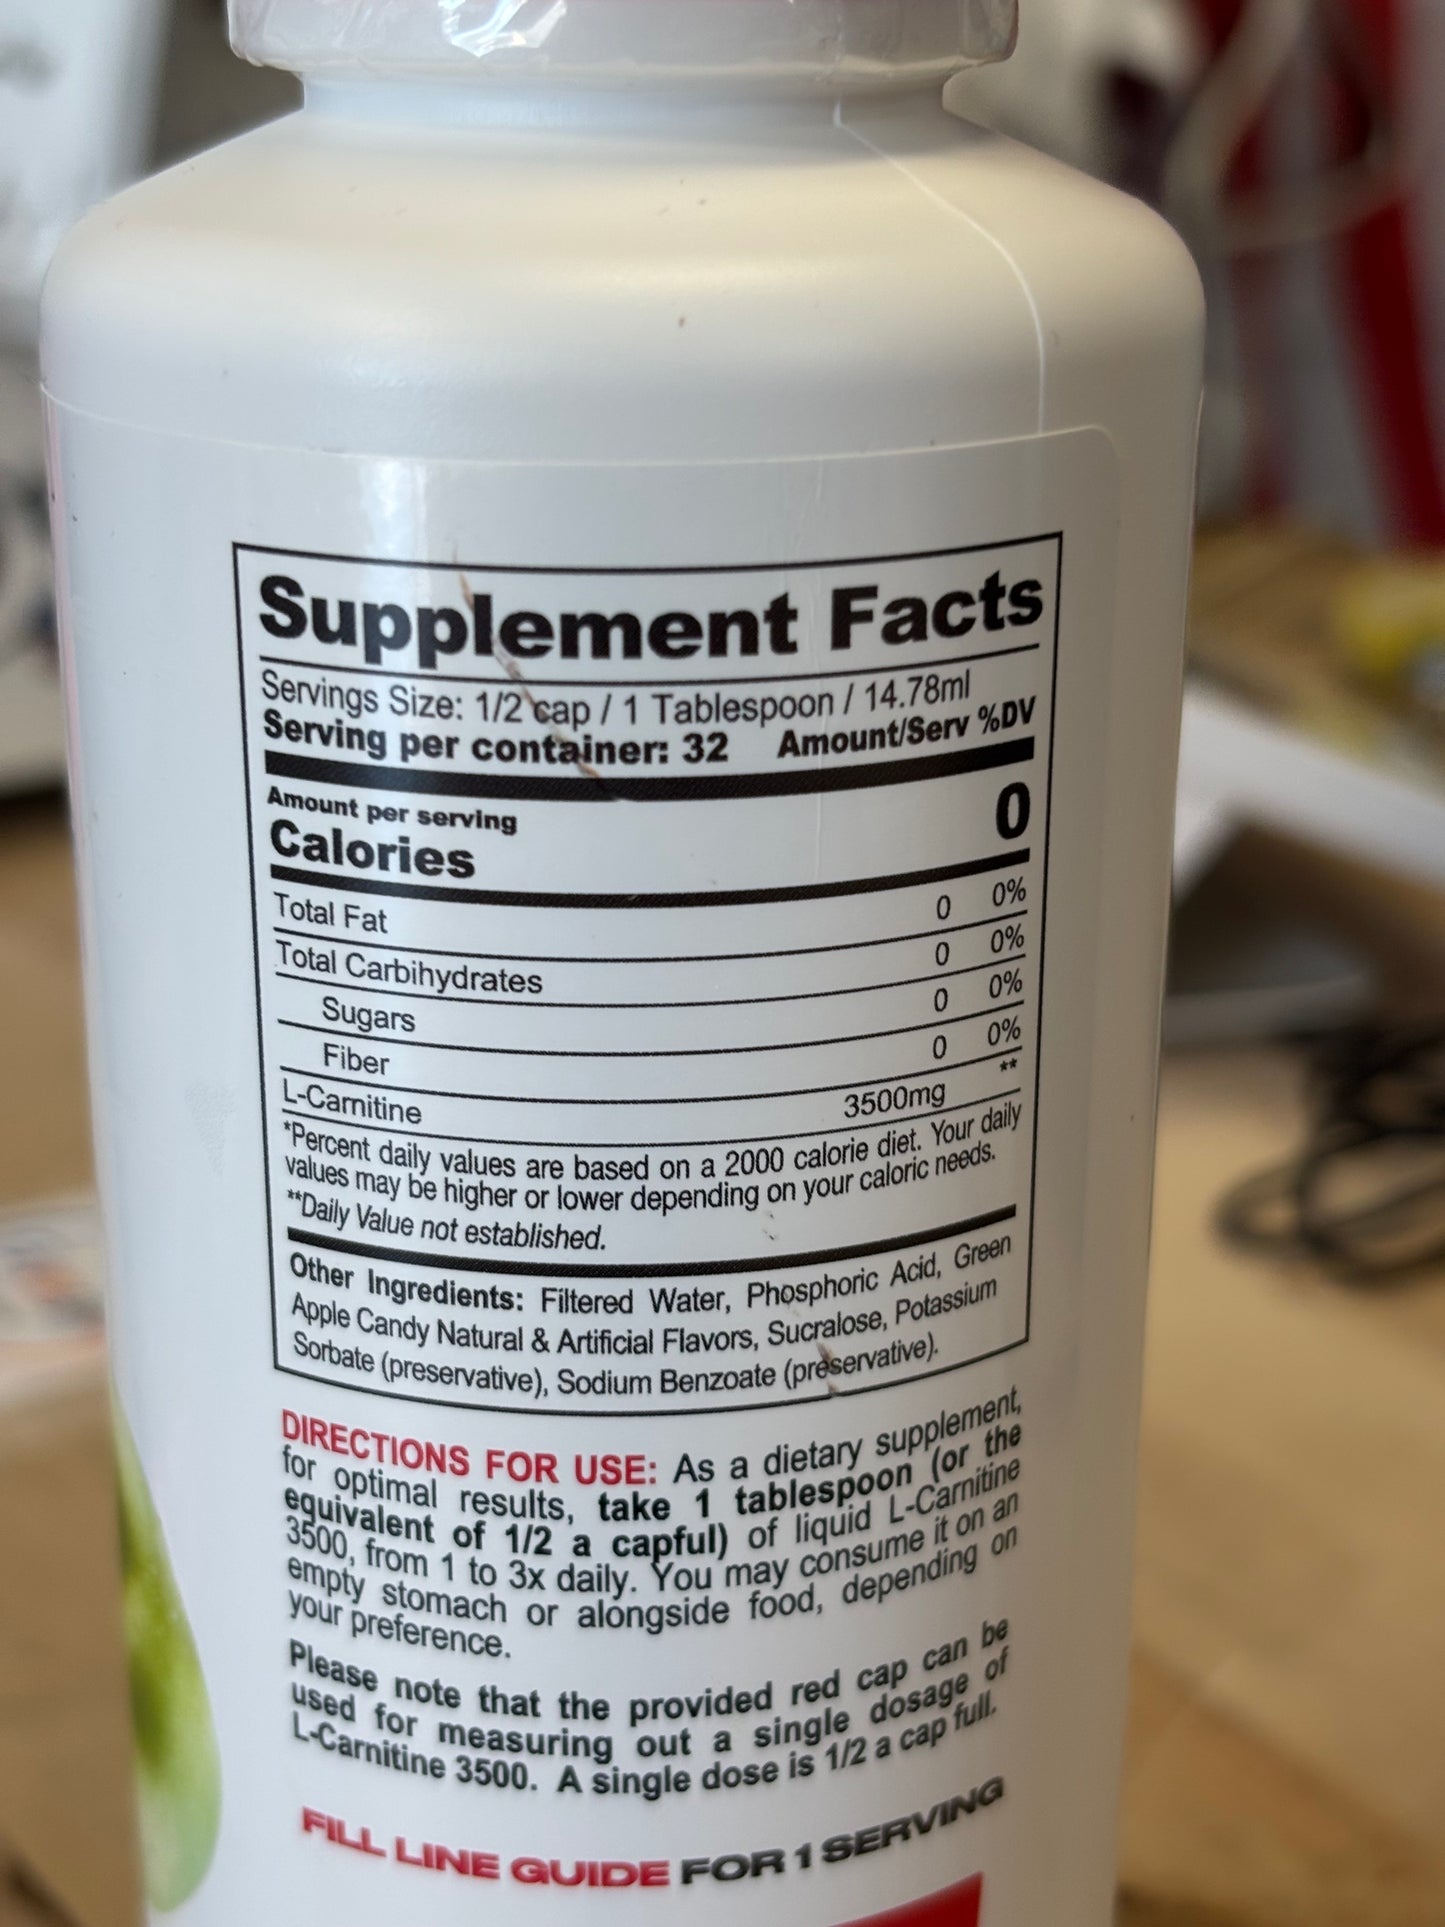 Supplement Facts
Servings Size: 1/2 cap / 1 Tablespoon / 14.78ml
Serving per container: 32 Amount/Serv %DV
Amount per serving
Calories 0
Total Fat 0 0%
Total Carbihydrates 0 0%
Sugars 0 0%
Fiber 0 0%
L-Carnitine 3500mg **
*Percent daily values are based on a 2000 calorie diet. Your daily
values may be higher or lower depending on your caloric needs.
**Daily Value not established.
Other Ingredients: Filtered Water, Phosphoric Acid, Green
Apple Candy Natural & Artificial Flavors, Sucralose, Potassium
Sorbate (preservative), Sodium Benzoate (preservative).
DIRECTIONS FOR USE: As a dietary supplement,
for optimal results, take 1 tablespoon (or the
equivalent of 1/2 a capful) of liquid L-Carnitine
3500, from 1 to 3x daily. You may consume it on an
empty stomach or alongside food, depending on
your preference.
Please note that the provided red cap can be
used for measuring out a single dosage of
L-Carnitine 3500. A single dose is 1/2 a cap full.
FILL LINE GUIDE FOR 1 SERVING